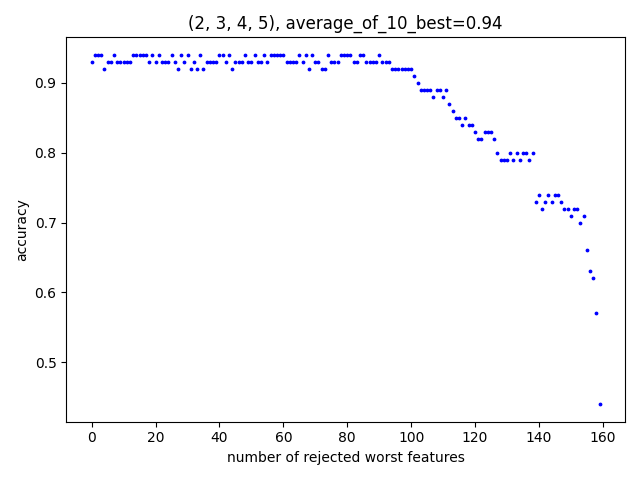 (2, 3, 4, 5), average_of_10_best=0.94
accuracy
0.9
0.8
0.7
0.6
0.5
0 20 40 60 80 100 120 140 160
number of rejected worst features